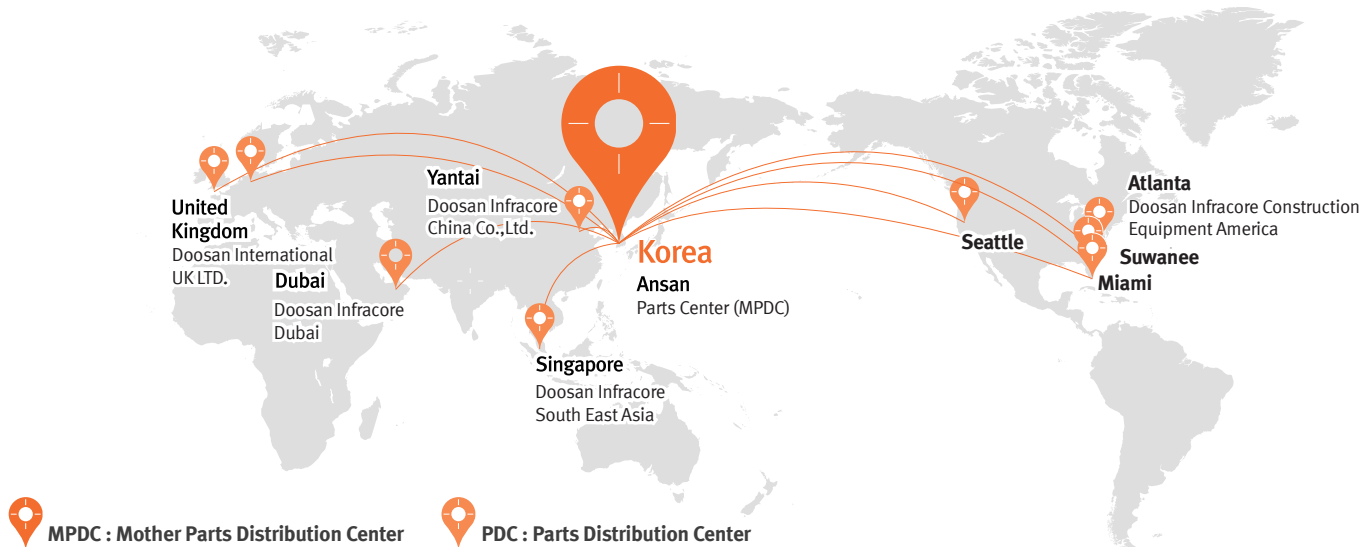 United
Kingdom
Doosan International
UK LTD.
Dubai
Doosan Infracore
Dubai
Yantai
Doosan Infracore
China Co.,Ltd.
Korea
Ansan
Parts Center (MPDC)
Singapore
Doosan Infracore
South East Asia
Seattle
Atlanta
Doosan Infracore Construction
Equipment America
Suwanee
Miami
MPDC : Mother Parts Distribution Center
PDC : Parts Distribution Center